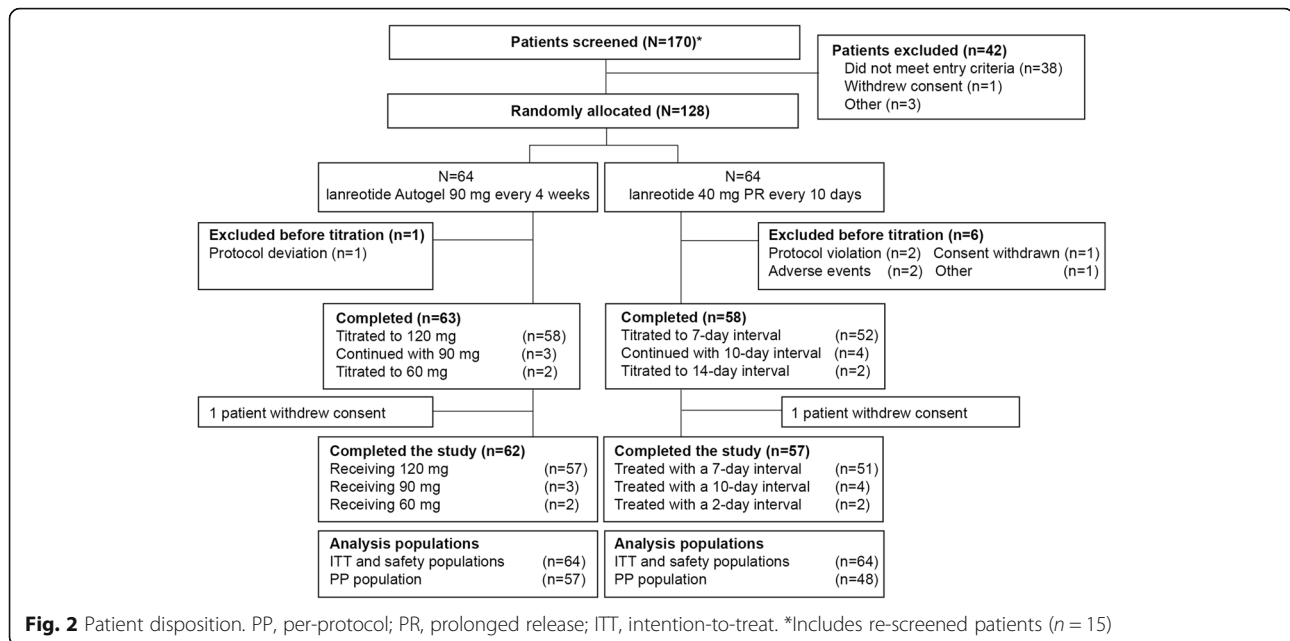 Patients screened (N=170)*
Patients excluded (n=42)
Did not meet entry criteria (n=38)
Withdrew consent (n=1)
Other (n=3)
Randomly allocated (N=128)
N=64
lanreotide Autogel 90 mg every 4 weeks
N=64
lanreotide 40 mg PR every 10 days
Excluded before titration (n=1)
Protocol deviation (n=1)
Excluded before titration (n=6)
Protocol violation (n=2) Consent withdrawn (n=1)
Adverse events (n=2) Other (n=1)
Completed (n=63)
Titrated to 120 mg (n=58)
Continued with 90 mg (n=3)
Titrated to 60 mg (n=2)
Completed (n=58)
Titrated to 7-day interval (n=52)
Continued with 10-day interval (n=4)
Titrated to 14-day interval (n=2)
1 patient withdrew consent
1 patient withdrew consent
Completed the study (n=62)
Receiving 120 mg (n=57)
Receiving 90 mg (n=3)
Receiving 60 mg (n=2)
Completed the study (n=57)
Treated with a 7-day interval (n=51)
Treated with a 10-day interval (n=4)
Treated with a 2-day interval (n=2)
Analysis populations
ITT and safety populations (n=64)
PP population (n=57)
Analysis populations
ITT and safety populations (n=64)
PP population (n=48)
Fig. 2 Patient disposition. PP, per-protocol; PR, prolonged release; ITT, intention-to-treat. *Includes re-screened patients (n = 15)